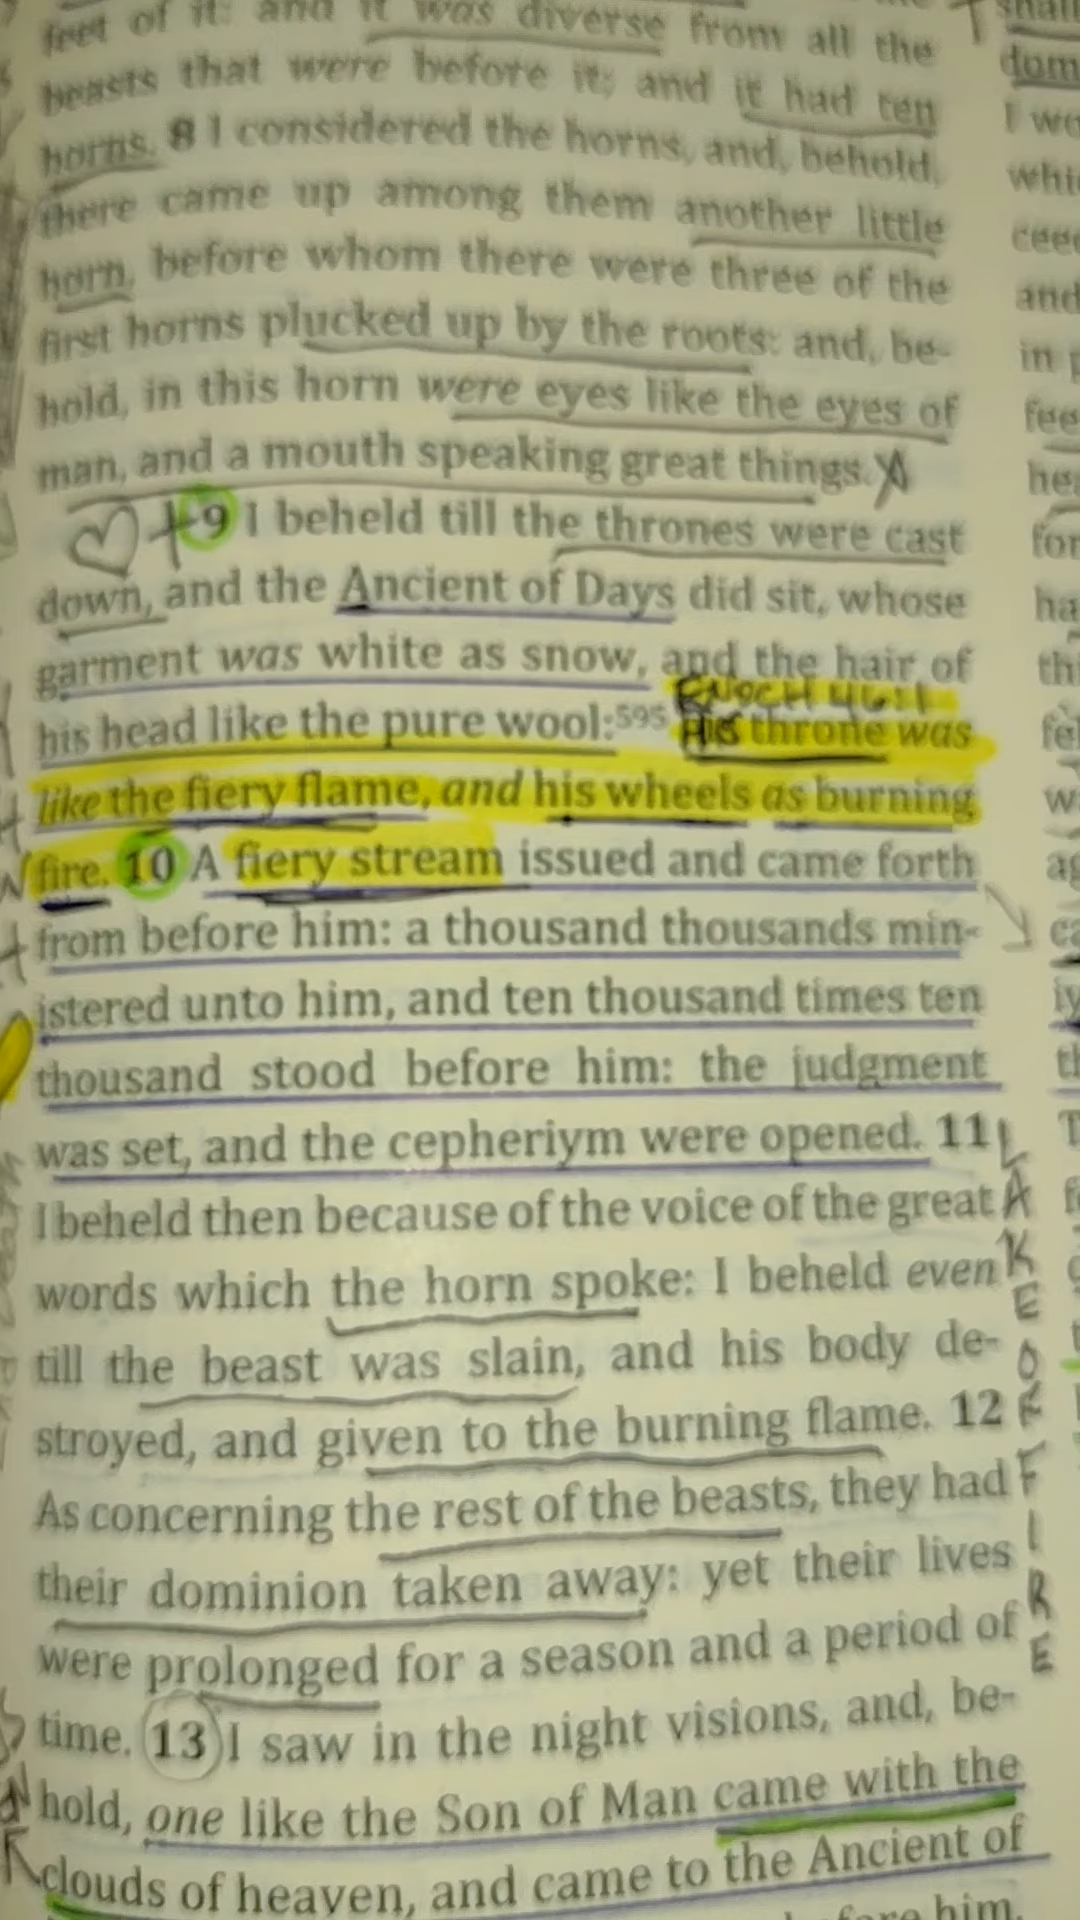 feet of it: and it was diverse from all the
beasts that were before it; and it had ten
horns. 8 I considered the horns, and, behold,
there came up among them another little
horn, before whom there were three of the
first horns plucked up by the roots: and, be-
hold, in this horn were eyes like the eyes of
man, and a mouth speaking great things.
9 I beheld till the thrones were cast
down, and the Ancient of Days did sit, whose
garment was white as snow, and the hair of
ENOCH 46:1
his head like the pure wool:595 His throne was
like the fiery flame, and his wheels as burning
fire. 10 A fiery stream issued and came forth
from before him: a thousand thousands min-
istered unto him, and ten thousand times ten
thousand stood before him: the judgment
was set, and the cepheriym were opened. 11
I beheld then because of the voice of the great
words which the horn spoke: I beheld even
till the beast was slain, and his body de-
stroyed, and given to the burning flame. 12
As concerning the rest of the beasts, they had
their dominion taken away: yet their lives
were prolonged for a season and a period of
time. 13 I saw in the night visions, and, be-
hold, one like the Son of Man came with the
clouds of heaven, and came to the Ancient of
him.
LAKE OF FIRE
shall
dom
I wo
whic
and
in
for
ha